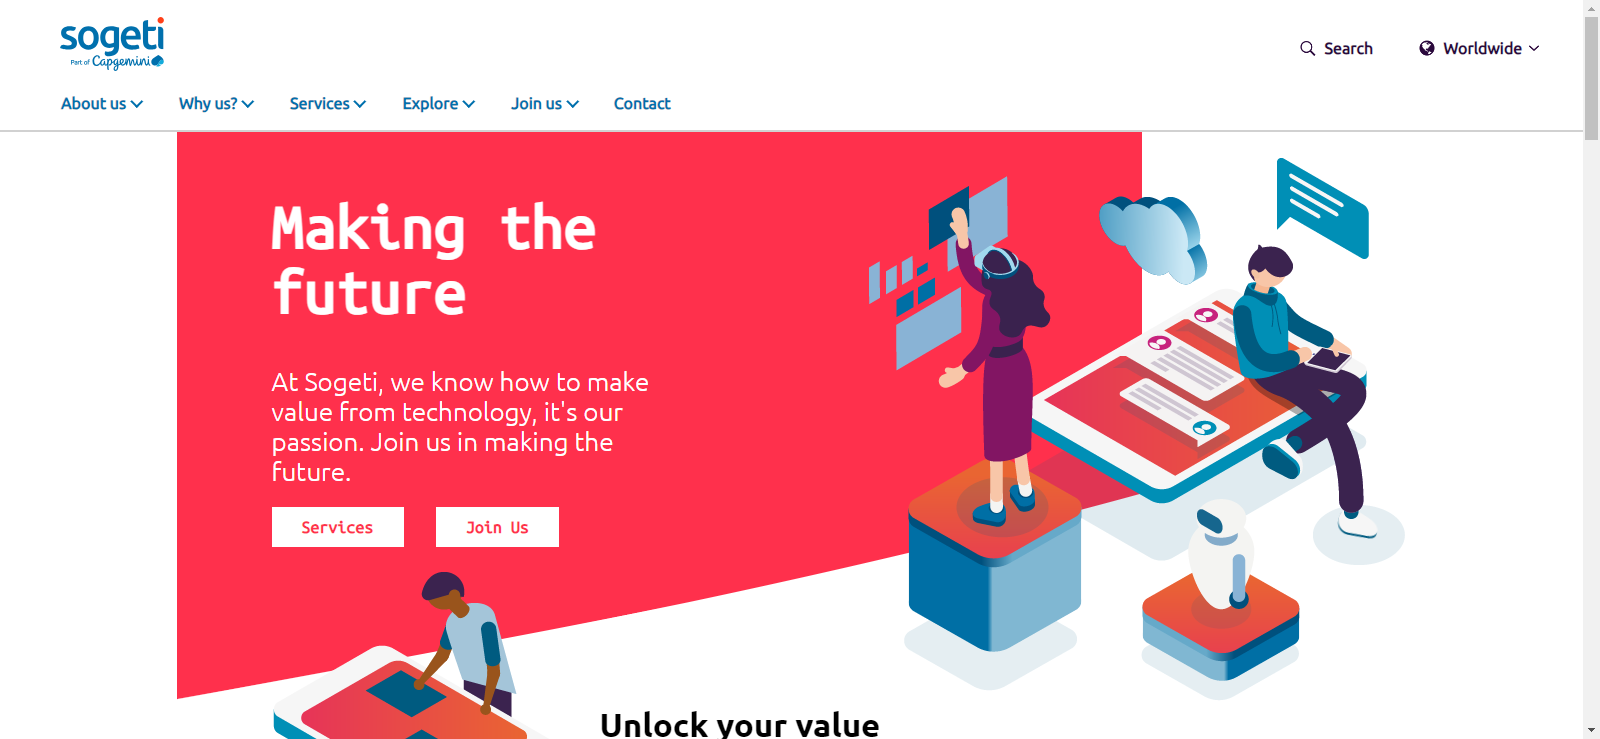 sogeti
Part of Capgemini
Search
Worldwide
About us
Why us?
Services
Explore
Join us
Contact
Making the
future
At Sogeti, we know how to make
value from technology, it's our
passion. Join us in making the
future.
Services
Join Us
Unlock your value